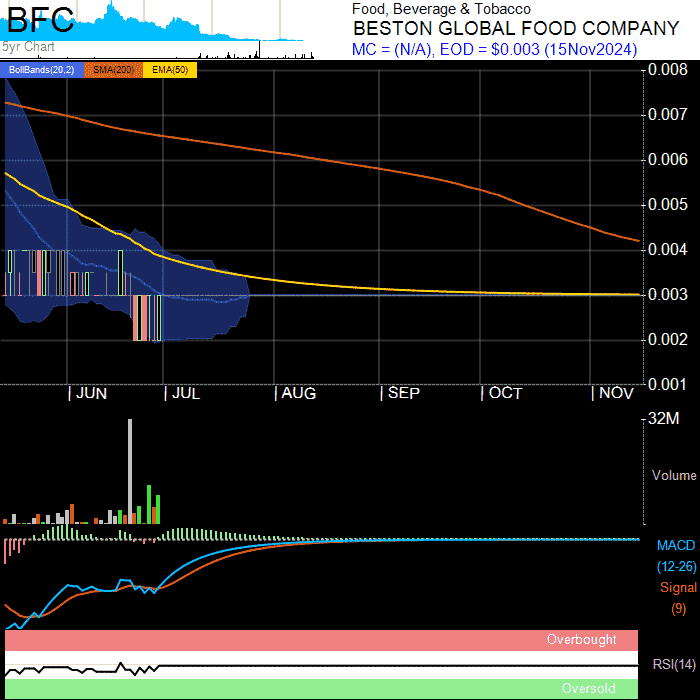 BFC
5yr Chart
Food, Beverage & Tobacco
BESTON GLOBAL FOOD COMPANY
MC = (N/A), EOD = $0.003 (15Nov2024)
BollBands(20,2) SMA(200) EMA(50)
0.008
0.007
0.006
0.005
0.004
0.003
0.002
0.001
JUN JUL AUG SEP OCT NOV
32M
Volume
MACD
(12-26)
Signal
(9)
Overbought
RSI(14)
Oversold